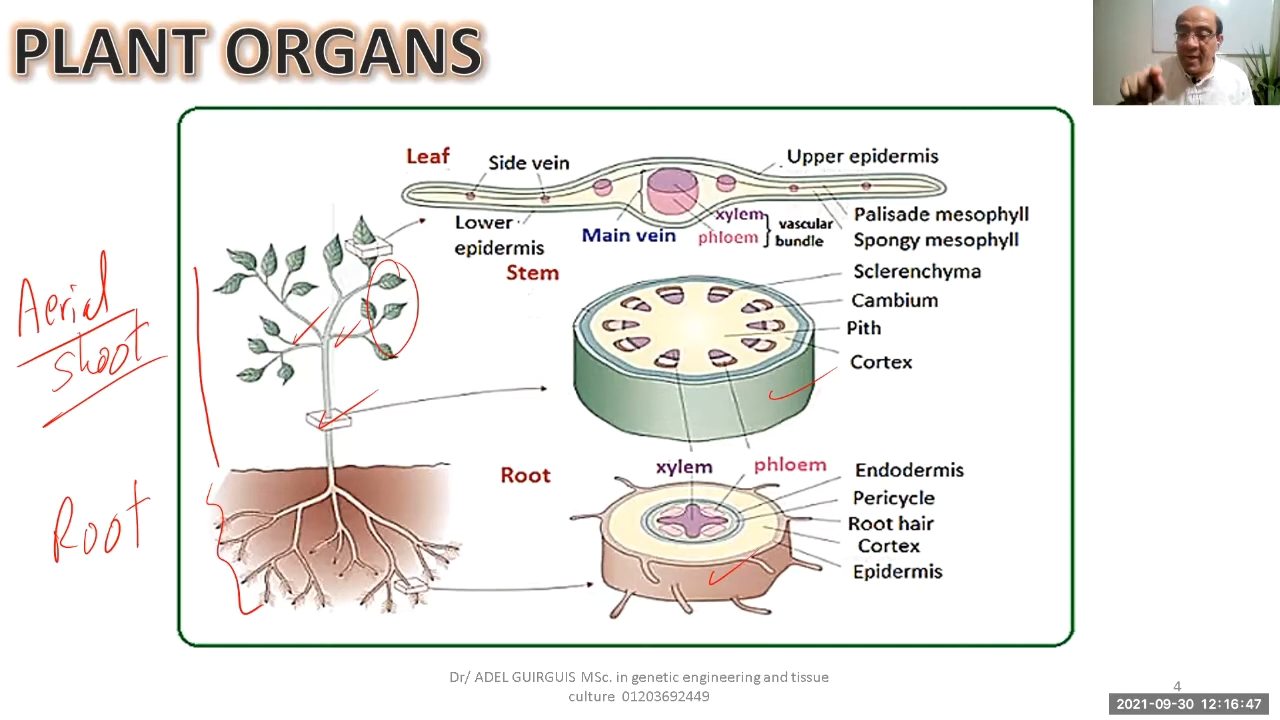 PLANT ORGANS
Leaf
Side vein
Upper epidermis
Lower
epidermis
Main vein
xylem
phloem
vascular
bundle
Palisade mesophyll
Spongy mesophyll
Stem
Sclerenchyma
Cambium
Pith
Cortex
Aerial
shoot
xylem
phloem
Root
Endodermis
Pericycle
Root hair
Cortex
Epidermis
Root
Dr/ ADEL GUIRGUIS MSc. in genetic engineering and tissue
culture 01203692449
4
2021-09-30 12:16:47